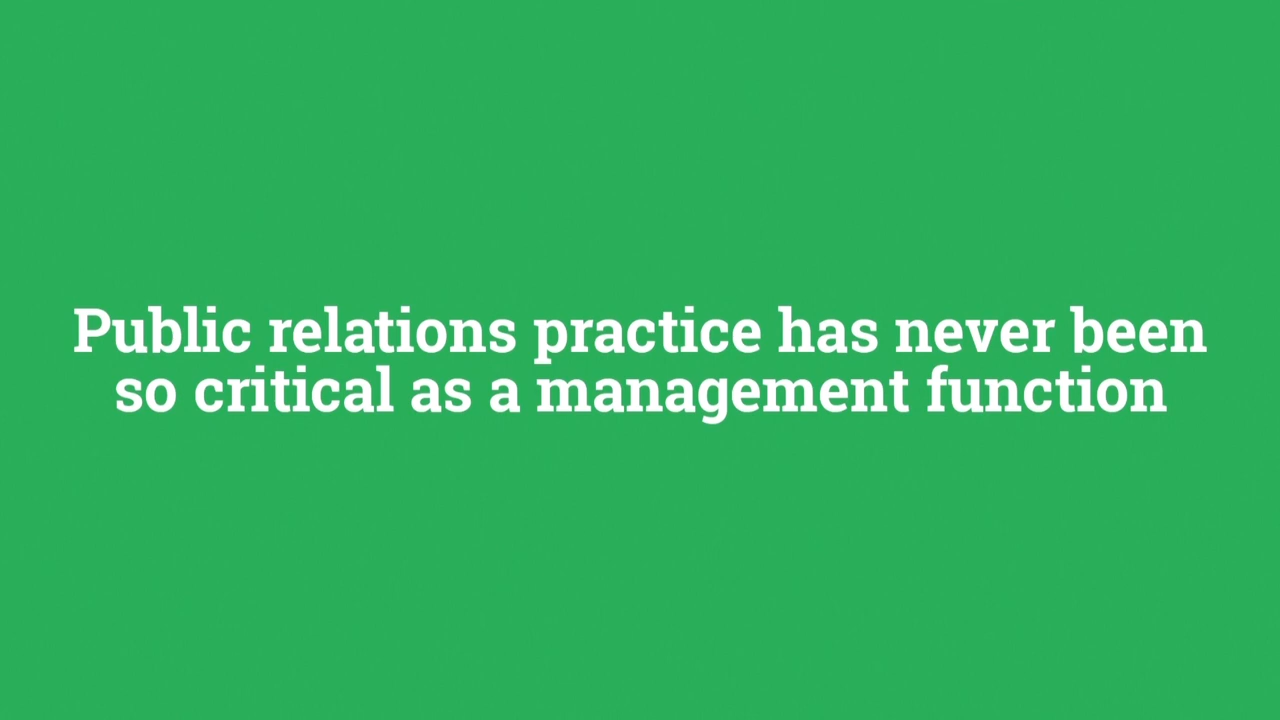 Public relations practice has never been
so critical as a management function